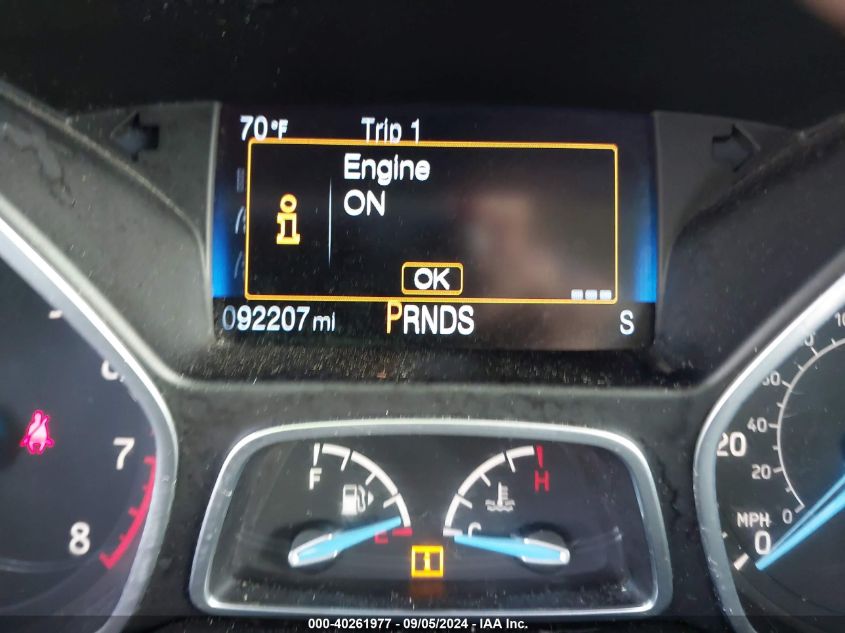 70°F Trip 1
Engine
ON
i
OK
092207 mi PRNDS S
7
8
F
E
H
C
i
20
0
MPH
40
20
0
000-40261977 - 09/05/2024 - IAA Inc.